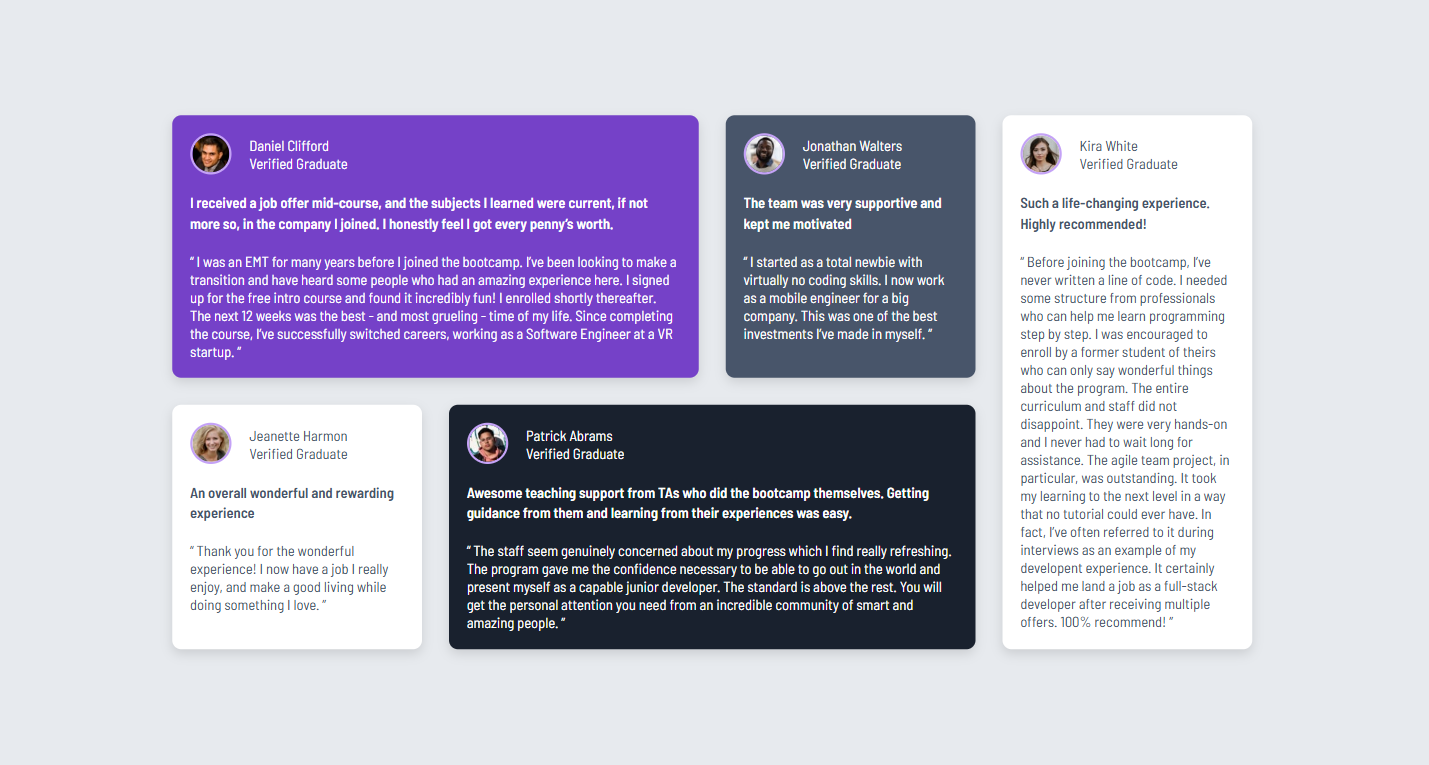 Daniel Clifford
Verified Graduate
I received a job offer mid-course, and the subjects I learned were current, if not
more so, in the company I joined. I honestly feel I got every penny’s worth.
“ I was an EMT for many years before I joined the bootcamp. I’ve been looking to make a
transition and have heard some people who had an amazing experience here. I signed
up for the free intro course and found it incredibly fun! I enrolled shortly thereafter.
The next 12 weeks was the best - and most grueling - time of my life. Since completing
the course, I’ve successfully switched careers, working as a Software Engineer at a VR
startup. ”
Jonathan Walters
Verified Graduate
The team was very supportive and
kept me motivated
“ I started as a total newbie with
virtually no coding skills. I now work
as a mobile engineer for a big
company. This was one of the best
investments I’ve made in myself. ”
Kira White
Verified Graduate
Such a life-changing experience.
Highly recommended!
“ Before joining the bootcamp, I’ve
never written a line of code. I needed
some structure from professionals
who can help me learn programming
step by step. I was encouraged to
enroll by a former student of theirs
who can only say wonderful things
about the program. The entire
curriculum and staff did not
disappoint. They were very hands-on
and I never had to wait long for
assistance. The agile team project, in
particular, was outstanding. It took
my learning to the next level in a way
that no tutorial could ever have. In
fact, I’ve often referred to it during
interviews as an example of my
developent experience. It certainly
helped me land a job as a full-stack
developer after receiving multiple
offers. 100% recommend! ”
Jeanette Harmon
Verified Graduate
An overall wonderful and rewarding
experience
“ Thank you for the wonderful
experience! I now have a job I really
enjoy, and make a good living while
doing something I love. ”
Patrick Abrams
Verified Graduate
Awesome teaching support from TAs who did the bootcamp themselves. Getting
guidance from them and learning from their experiences was easy.
“ The staff seem genuinely concerned about my progress which I find really refreshing.
The program gave me the confidence necessary to be able to go out in the world and
present myself as a capable junior developer. The standard is above the rest. You will
get the personal attention you need from an incredible community of smart and
amazing people. ”